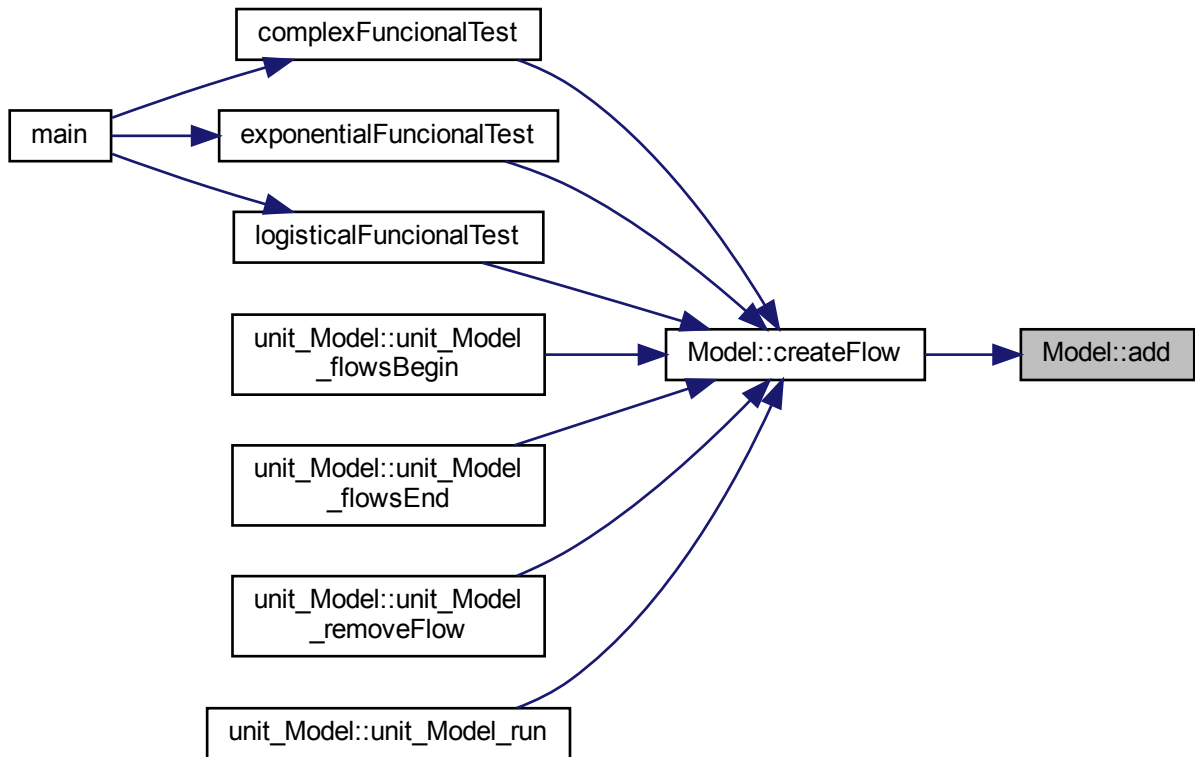 complexFuncionalTest
main
exponentialFuncionalTest
logisticalFuncionalTest
unit_Model::unit_Model
_flowsBegin
Model::createFlow
Model::add
unit_Model::unit_Model
_flowsEnd
unit_Model::unit_Model
_removeFlow
unit_Model::unit_Model_run